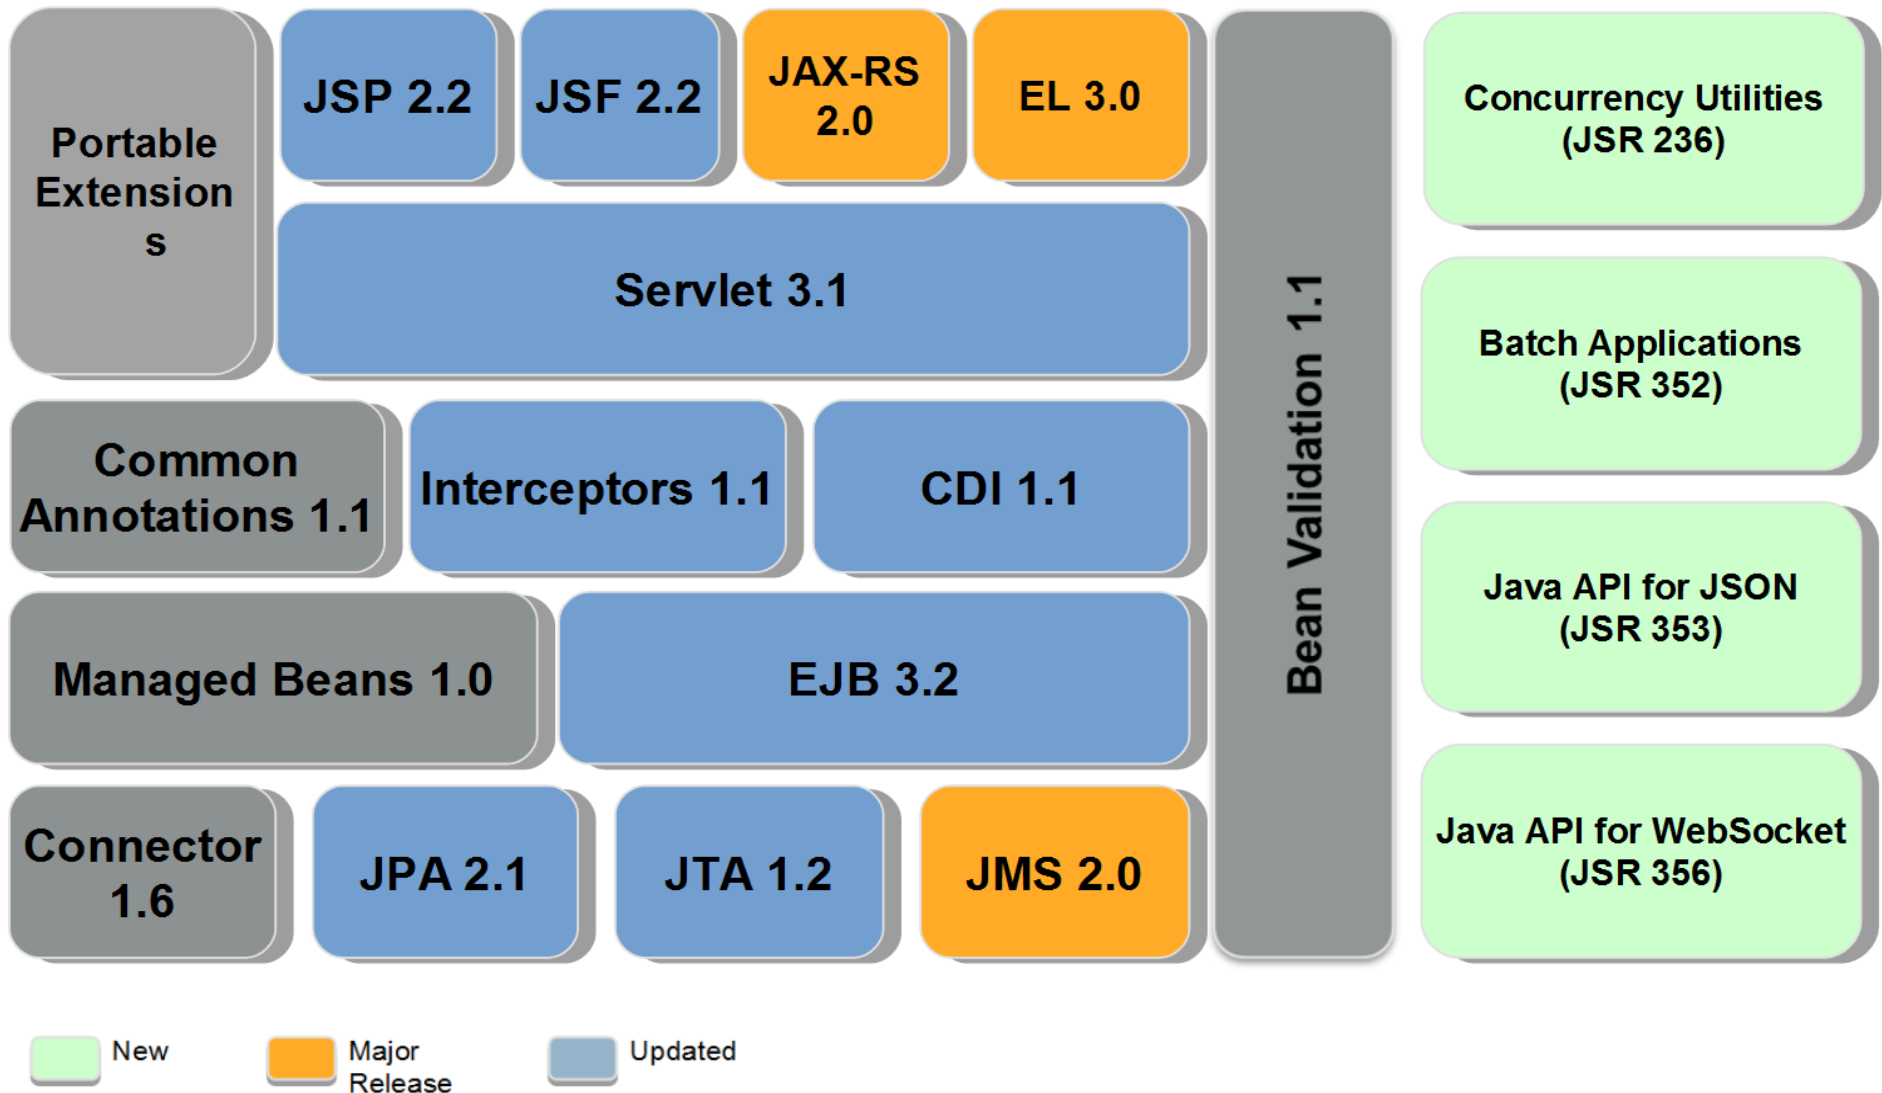 Portable
Extension
s
JSP 2.2
JSF 2.2
JAX-RS
2.0
EL 3.0
Servlet 3.1
Common
Annotations 1.1
Interceptors 1.1
CDI 1.1
Managed Beans 1.0
EJB 3.2
Connector
1.6
JPA 2.1
JTA 1.2
JMS 2.0
Bean Validation 1.1
Concurrency Utilities
(JSR 236)
Batch Applications
(JSR 352)
Java API for JSON
(JSR 353)
Java API for WebSocket
(JSR 356)
New
Major
Release
Updated